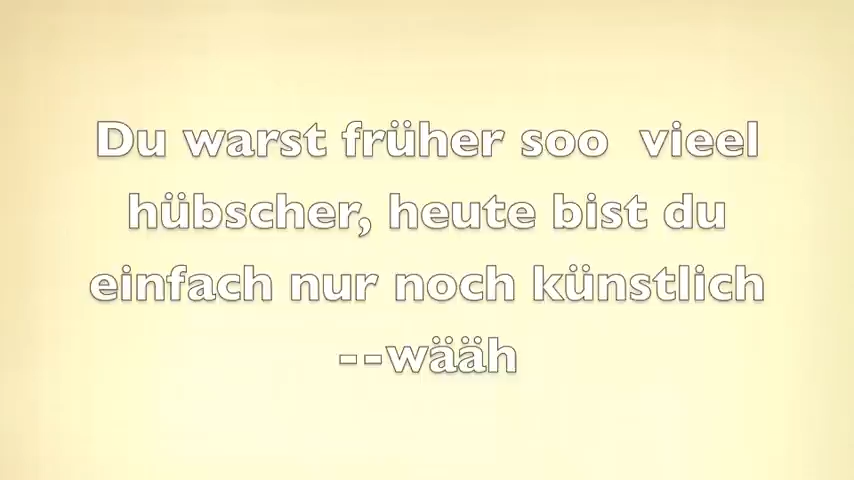 Du warst früher soo vieel
hübscher, heute bist du
einfach nur noch künstlich
--wääh